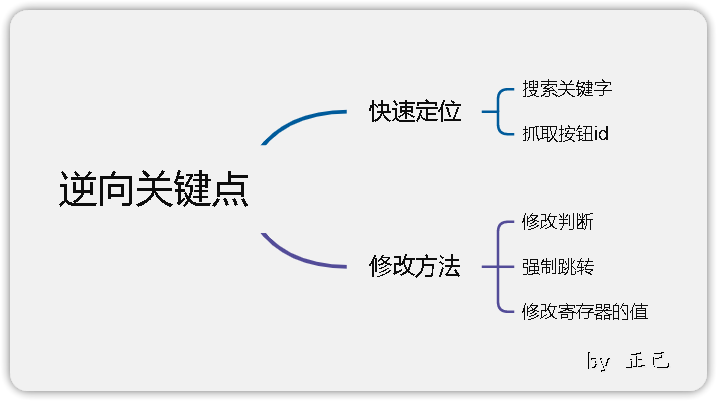 逆向关键点
快速定位
搜索关键字
抓取按钮id
修改方法
修改判断
强制跳转
修改寄存器的值
by 正己